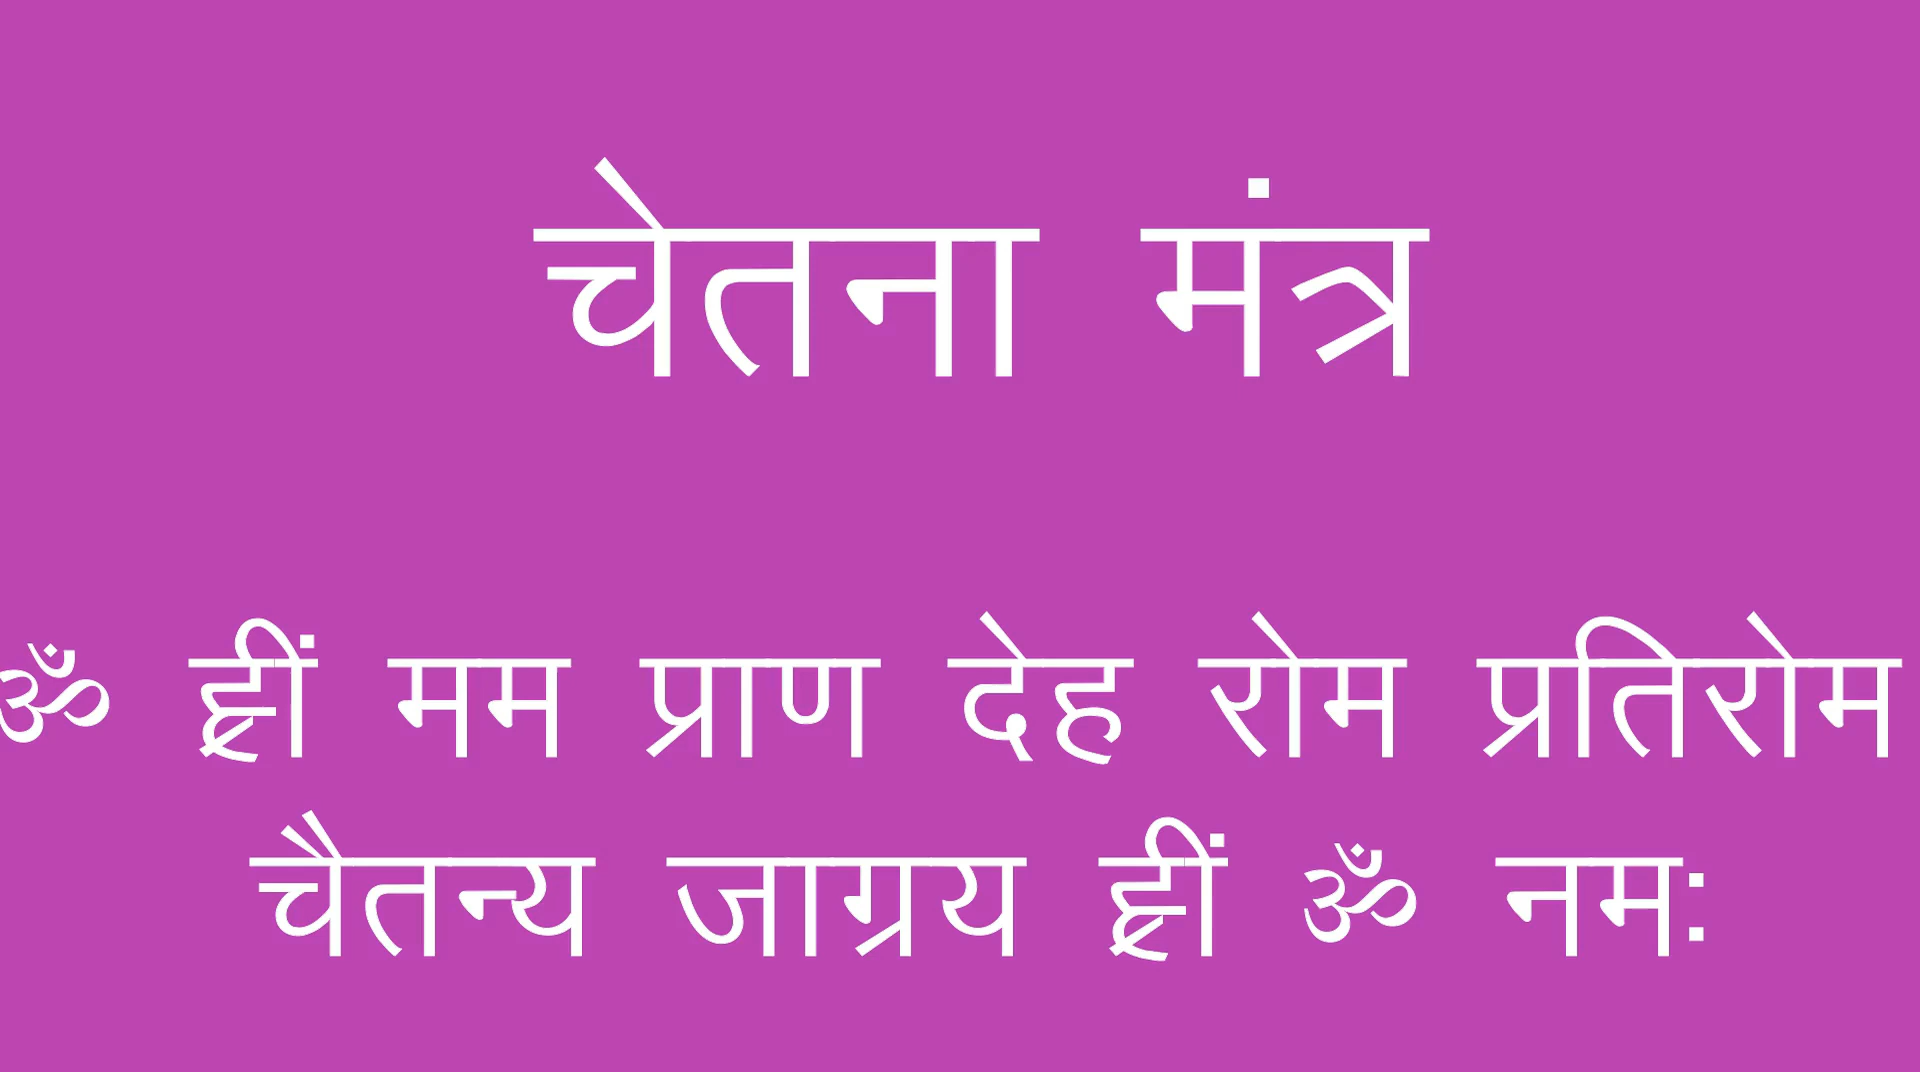 चेतना मंत्र
ॐ ह्रीं मम प्राण देह रोम प्रतिरोम
चैतन्य जाग्रय ह्रीं ॐ नम: